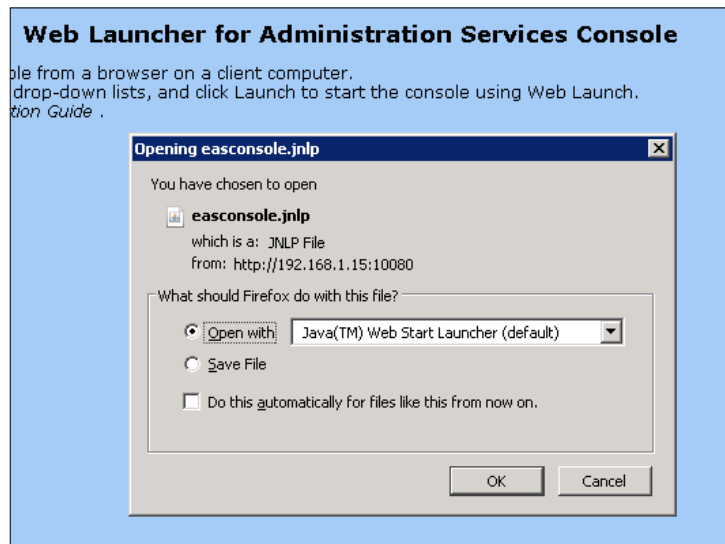 Web Launcher for Administration Services Console
from a browser on a client computer.
drop-down lists, and click Launch to start the console using Web Launch.
Guide .
Opening easconsole.jnlp
You have chosen to open
easconsole.jnlp
which is a: JNLP File
from: http://192.168.1.15:10080
What should Firefox do with this file?
Open with Java(TM) Web Start Launcher (default)
Save File
Do this automatically for files like this from now on.
OK Cancel